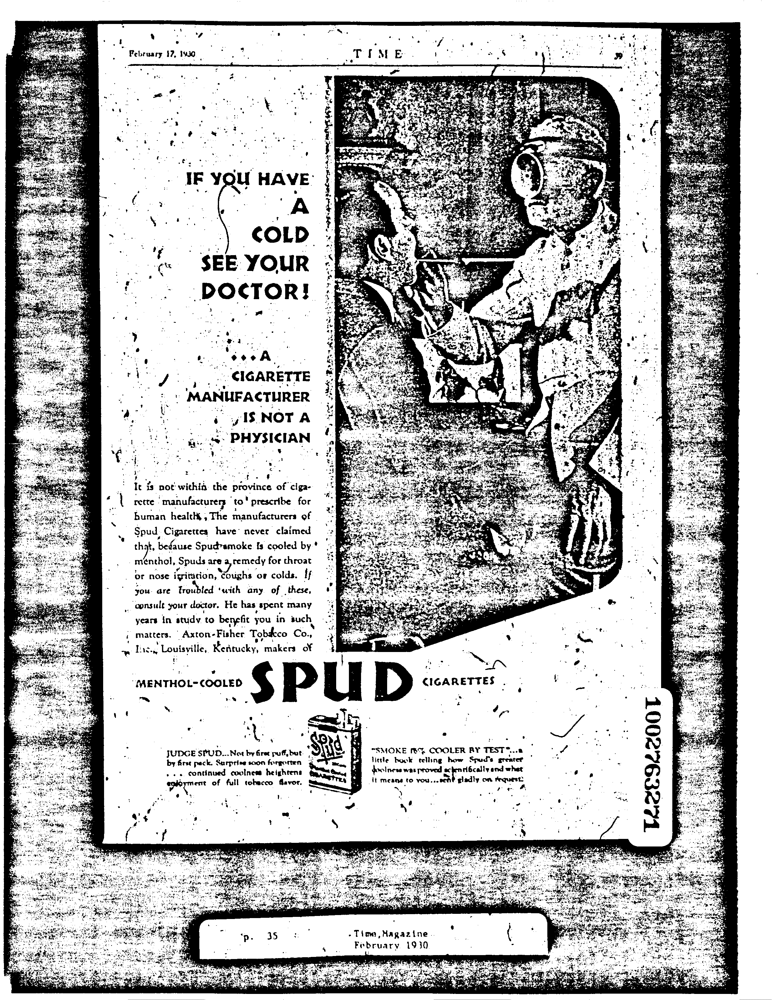 February 17, 1930
TIME
IF YOU HAVE
A
COLD
SEE YOUR
DOCTOR!
...A
CIGARETTE
MANUFACTURER
IS NOT A
PHYSICIAN
It is not within the province of ciga-
rette manufacturers to prescribe for
human health. The manufacturers of
Spud Cigarettes have never claimed
that, because Spud smoke is cooled by
menthol, Spuds are a remedy for throat
or nose irritation, coughs or colds. If
you are troubled with any of these,
consult your doctor. He has spent many
years in study to benefit you in such
matters. Axton-Fisher Tobacco Co.,
Inc., Louisville, Kentucky, makers of
MENTHOL-COOLED SPUD CIGARETTES
Spud
CIGARETTES
JUDGE SPUD...Not by first puff, but
by first pack. Surprise soon forgotten
... continued coolness heightens
enjoyment of full tobacco flavor.
"SMOKE 16% COOLER BY TEST"...a
little book telling how Spud's greater
coolness was proved scientifically and what
it means to you...sent gladly on request.
1002763271
p. 35
Time, Magazine
February 1930